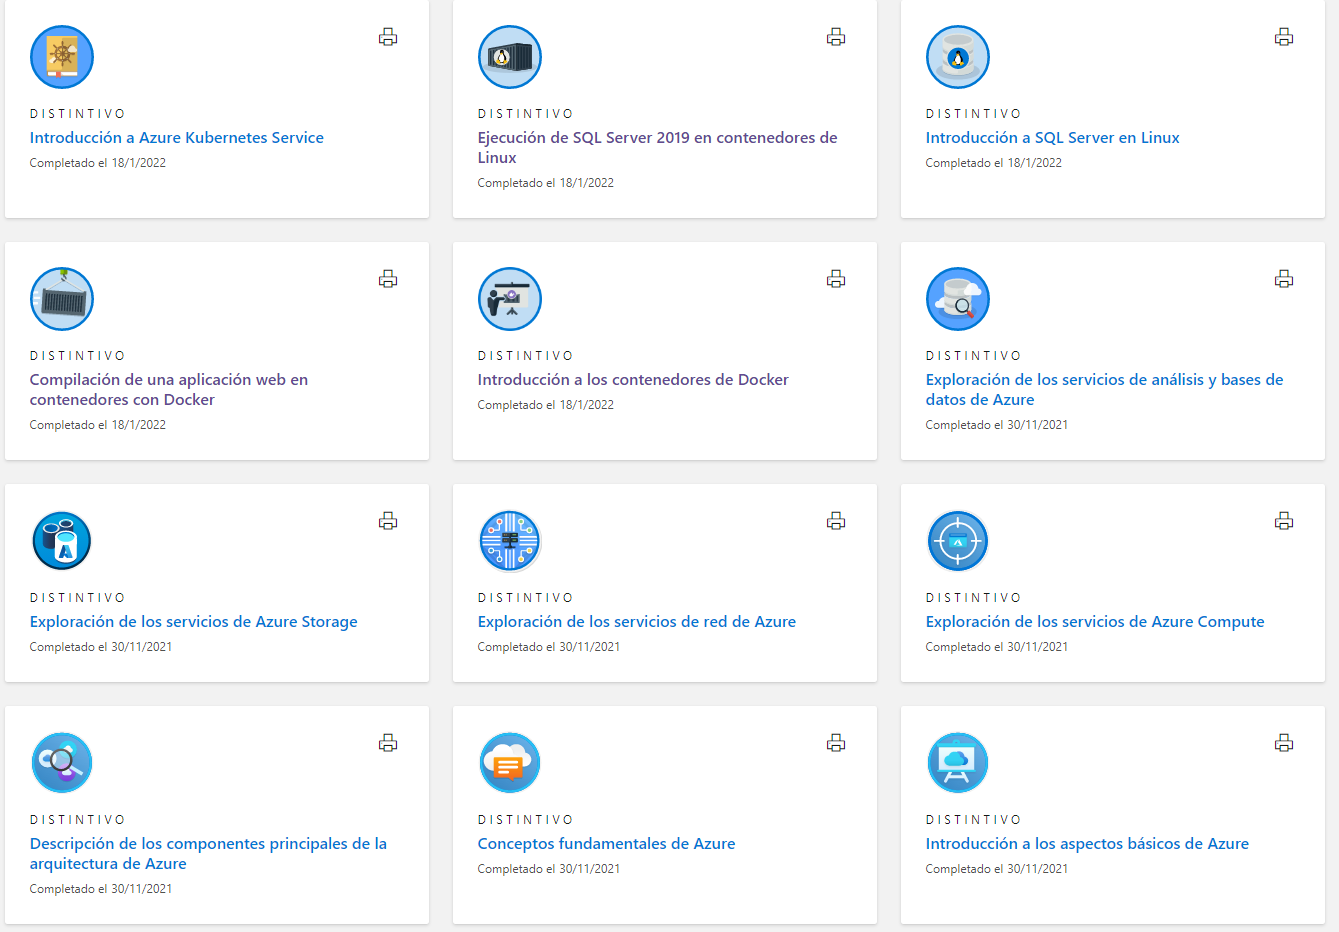 DISTINTIVO
Introducción a Azure Kubernetes Service
Completado el 18/1/2022
DISTINTIVO
Ejecución de SQL Server 2019 en contenedores de
Linux
Completado el 18/1/2022
DISTINTIVO
Introducción a SQL Server en Linux
Completado el 18/1/2022
DISTINTIVO
Compilación de una aplicación web en
contenedores con Docker
Completado el 18/1/2022
DISTINTIVO
Introducción a los contenedores de Docker
Completado el 18/1/2022
DISTINTIVO
Exploración de los servicios de análisis y bases de
datos de Azure
Completado el 30/11/2021
DISTINTIVO
Exploración de los servicios de Azure Storage
Completado el 30/11/2021
DISTINTIVO
Exploración de los servicios de red de Azure
Completado el 30/11/2021
DISTINTIVO
Exploración de los servicios de Azure Compute
Completado el 30/11/2021
DISTINTIVO
Descripción de los componentes principales de la
arquitectura de Azure
Completado el 30/11/2021
DISTINTIVO
Conceptos fundamentales de Azure
Completado el 30/11/2021
DISTINTIVO
Introducción a los aspectos básicos de Azure
Completado el 30/11/2021